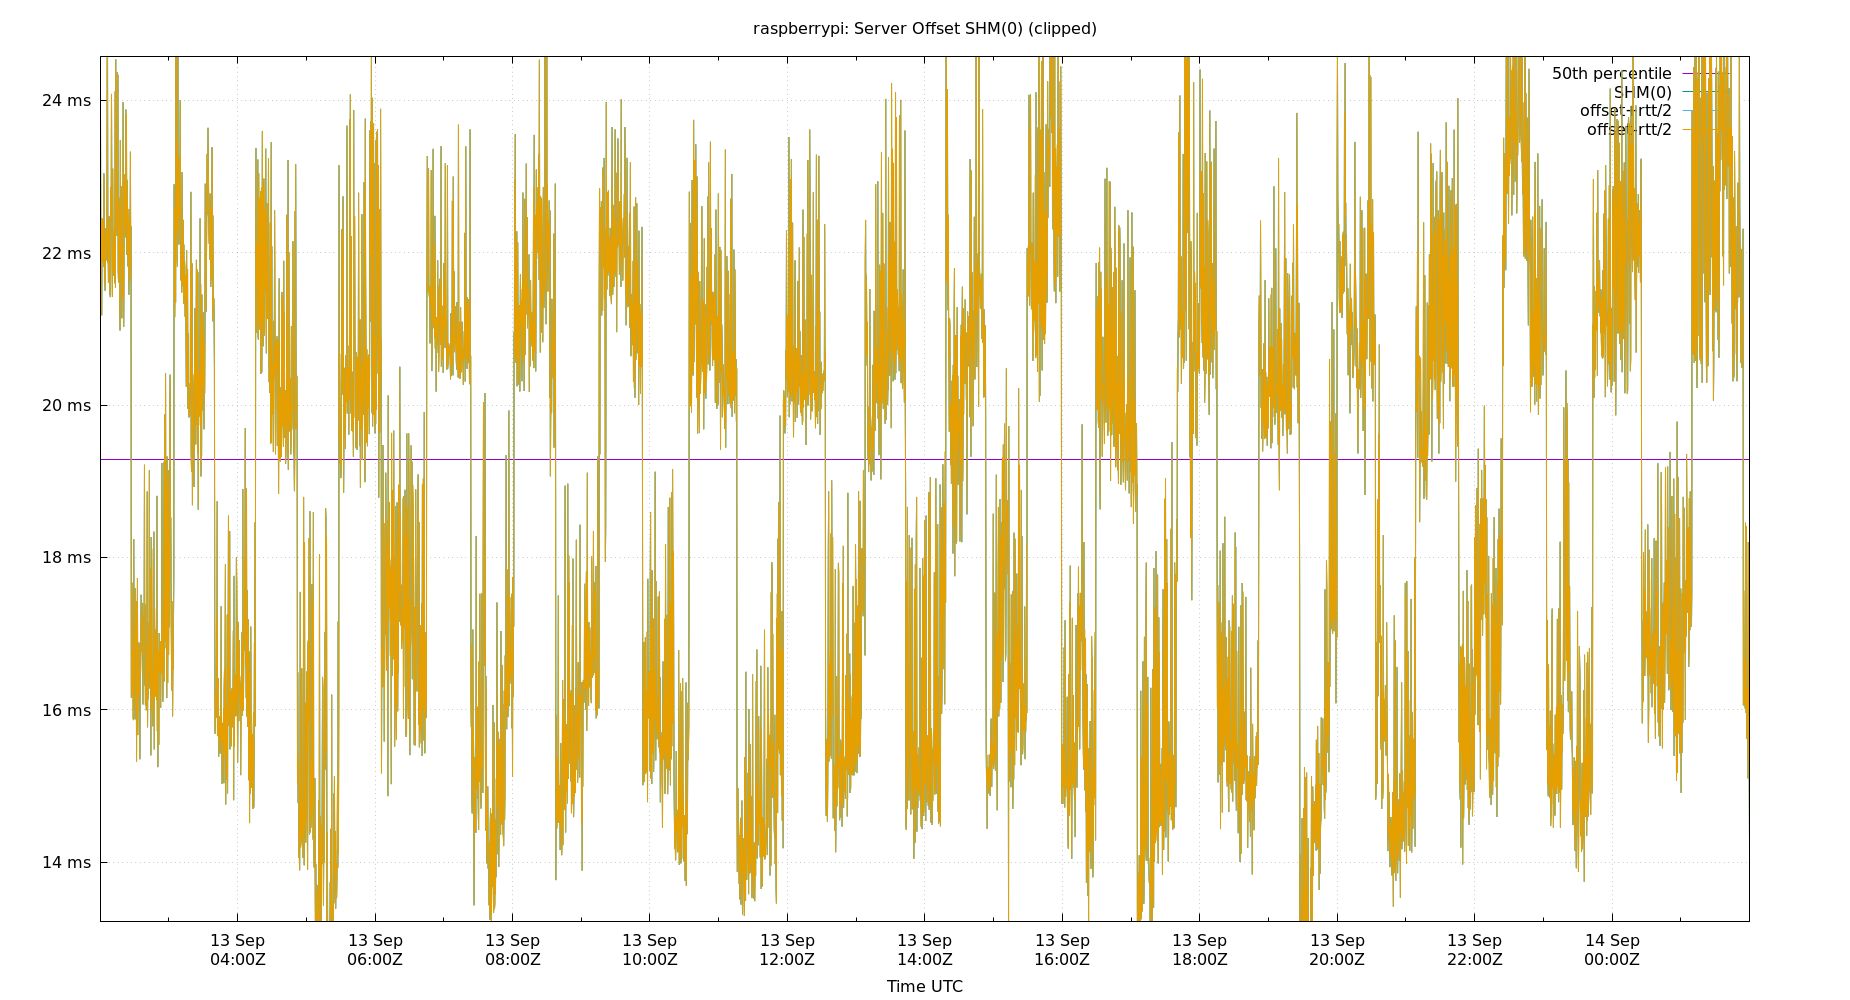 raspberrypi: Server Offset SHM(0) (clipped)
50th percentile
SHM(0)
offset+rtt/2
offset-rtt/2
24 ms
22 ms
20 ms
18 ms
16 ms
14 ms
13 Sep 13 Sep 13 Sep 13 Sep 13 Sep 13 Sep 13 Sep 13 Sep 13 Sep 13 Sep 14 Sep
04:00Z 06:00Z 08:00Z 10:00Z 12:00Z 14:00Z 16:00Z 18:00Z 20:00Z 22:00Z 00:00Z
Time UTC